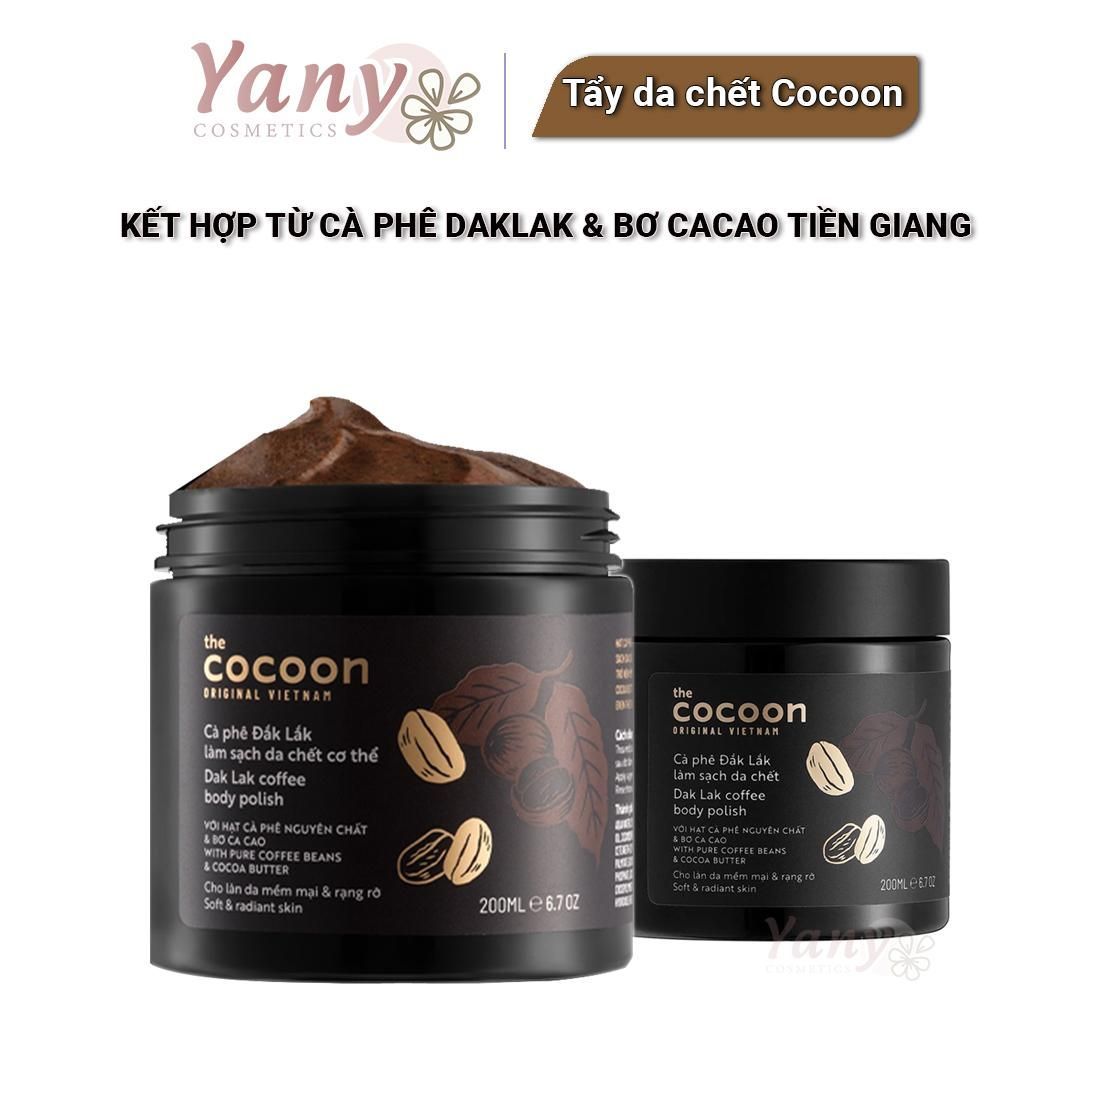 Yany
COSMETICS
Tẩy da chết Cocoon
KẾT HỢP TỪ CÀ PHÊ DAKLAK & BƠ CACAO TIỀN GIANG
the
cocoon
ORIGINAL VIETNAM
Cà phê Đắk Lắk
làm sạch da chết cơ thể
Dak Lak coffee
body polish
VỚI HẠT CÀ PHÊ NGUYÊN CHẤT
& BƠ CA CAO
WITH PURE COFFEE BEANS
& COCOA BUTTER
Cho làn da mềm mại & rạng rỡ
Soft & radiant skin
200ML ℮ 6.7 OZ
the
cocoon
ORIGINAL VIETNAM
Cà phê Đắk Lắk
làm sạch da chết
Dak Lak coffee
body polish
VỚI HẠT CÀ PHÊ NGUYÊN CHẤT
& BƠ CA CAO
WITH PURE COFFEE BEANS
& COCOA BUTTER
Cho làn da mềm mại & rạng rỡ
Soft & radiant skin
200ML ℮ 6.7 OZ
Yany
COSMETICS